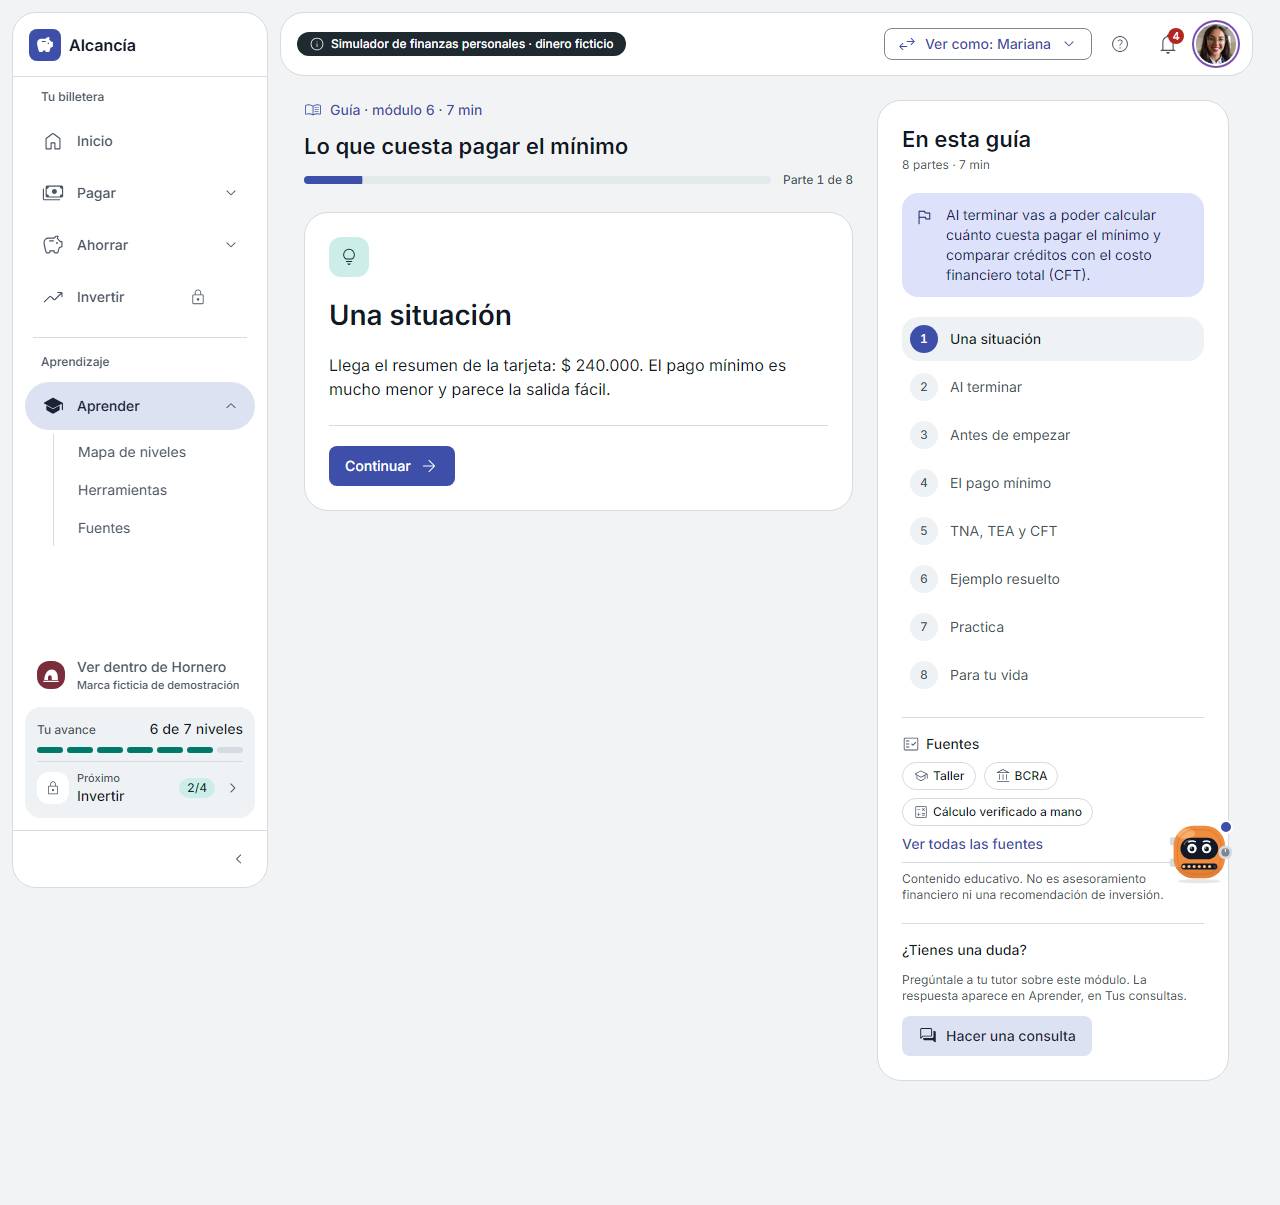 Alcancía
Simulador de finanzas personales · dinero ficticio
Ver como: Mariana
4
Tu billetera
Inicio
Pagar
Ahorrar
Invertir
Aprendizaje
Aprender
Mapa de niveles
Herramientas
Fuentes
Ver dentro de Hornero
Marca ficticia de demostración
Tu avance
6 de 7 niveles
Próximo
Invertir
2/4
Guía · módulo 6 · 7 min
Lo que cuesta pagar el mínimo
Parte 1 de 8
Una situación
Llega el resumen de la tarjeta: $ 240.000. El pago mínimo es
mucho menor y parece la salida fácil.
Continuar
En esta guía
8 partes · 7 min
Al terminar vas a poder calcular
cuánto cuesta pagar el mínimo y
comparar créditos con el costo
financiero total (CFT).
1 Una situación
2 Al terminar
3 Antes de empezar
4 El pago mínimo
5 TNA, TEA y CFT
6 Ejemplo resuelto
7 Practica
8 Para tu vida
Fuentes
Taller
BCRA
Cálculo verificado a mano
Ver todas las fuentes
Contenido educativo. No es asesoramiento
financiero ni una recomendación de inversión.
¿Tienes una duda?
Pregúntale a tu tutor sobre este módulo. La
respuesta aparece en Aprender, en Tus consultas.
Hacer una consulta